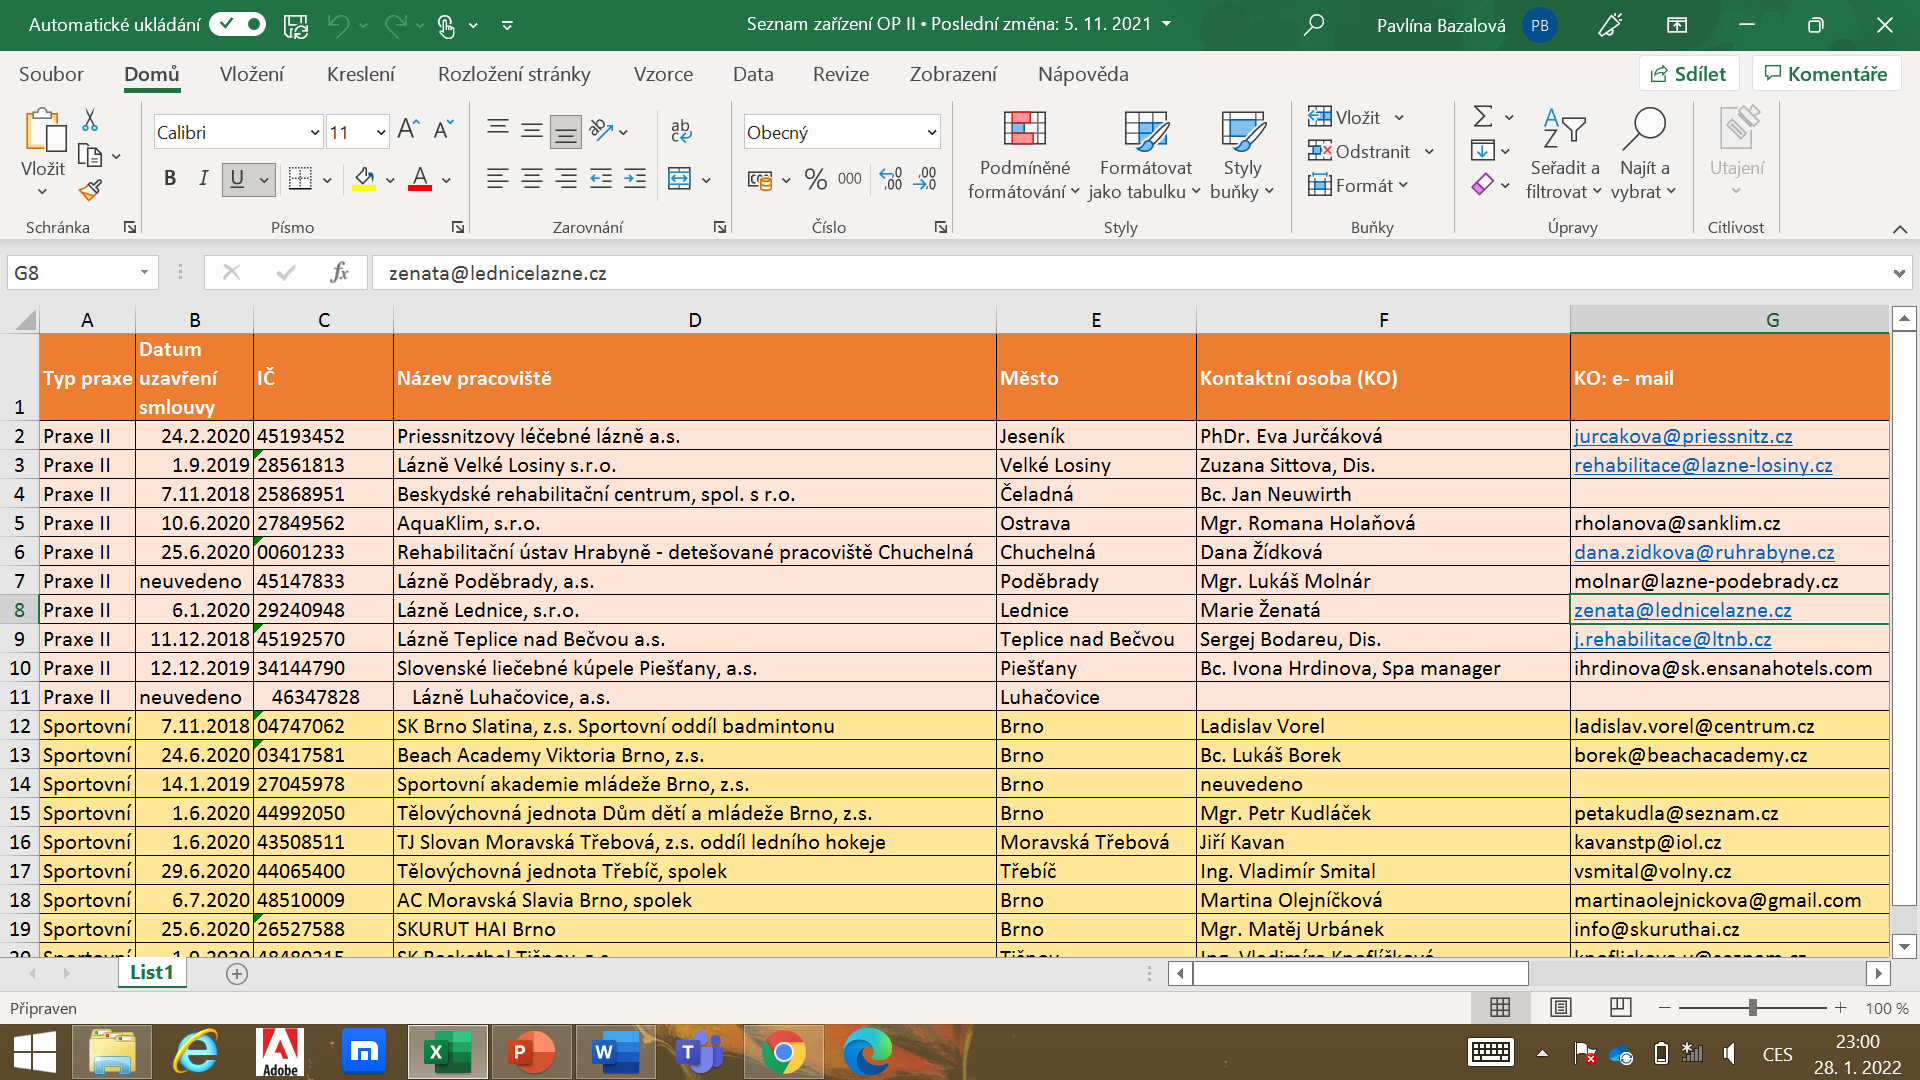 Automatické ukládání
Seznam zařízení OP II • Poslední změna: 5. 11. 2021
Pavlína Bazalová PB
Soubor Domů Vložení Kreslení Rozložení stránky Vzorce Data Revize Zobrazení Nápověda Sdílet Komentáře
Vložit
Calibri 11
Obecný
B I U A % 000
Podmíněné formátování
Formátovat jako tabulku
Styly buňky
Vložit
Odstranit
Formát
Seřadit a filtrovat
Najít a vybrat
Utajení
Schránka Písmo Zarovnání Číslo Styly Buňky Úpravy Citlivost
G8 fx zenata@lednicelazne.cz
A B C D E F G
1 Typ praxe Datum uzavření smlouvy IČ Název pracoviště Město Kontaktní osoba (KO) KO: e- mail
2 Praxe II 24.2.2020 45193452 Priessnitzovy léčebné lázně a.s. Jeseník PhDr. Eva Jurčáková jurcakova@priessnitz.cz
3 Praxe II 1.9.2019 28561813 Lázně Velké Losiny s.r.o. Velké Losiny Zuzana Sittova, Dis. rehabilitace@lazne-losiny.cz
4 Praxe II 7.11.2018 25868951 Beskydské rehabilitační centrum, spol. s r.o. Čeladná Bc. Jan Neuwirth
5 Praxe II 10.6.2020 27849562 AquaKlim, s.r.o. Ostrava Mgr. Romana Holaňová rholanova@sanklim.cz
6 Praxe II 25.6.2020 00601233 Rehabilitační ústav Hrabyně - detešované pracoviště Chuchelná Chuchelná Dana Žídková dana.zidkova@ruhrabyne.cz
7 Praxe II neuvedeno 45147833 Lázně Poděbrady, a.s. Poděbrady Mgr. Lukáš Molnár molnar@lazne-podebrady.cz
8 Praxe II 6.1.2020 29240948 Lázně Lednice, s.r.o. Lednice Marie Ženatá zenata@lednicelazne.cz
9 Praxe II 11.12.2018 45192570 Lázně Teplice nad Bečvou a.s. Teplice nad Bečvou Sergej Bodareu, Dis. j.rehabilitace@ltnb.cz
10 Praxe II 12.12.2019 34144790 Slovenské liečebné kúpele Piešťany, a.s. Piešťany Bc. Ivona Hrdinova, Spa manager ihrdinova@sk.ensanahotels.com
11 Praxe II neuvedeno 46347828 Lázně Luhačovice, a.s. Luhačovice
12 Sportovní 7.11.2018 04747062 SK Brno Slatina, z.s. Sportovní oddíl badmintonu Brno Ladislav Vorel ladislav.vorel@centrum.cz
13 Sportovní 24.6.2020 03417581 Beach Academy Viktoria Brno, z.s. Brno Bc. Lukáš Borek borek@beachacademy.cz
14 Sportovní 14.1.2019 27045978 Sportovní akademie mládeže Brno, z.s. Brno neuvedeno
15 Sportovní 1.6.2020 44992050 Tělovýchovná jednota Dům dětí a mládeže Brno, z.s. Brno Mgr. Petr Kudláček petakudla@seznam.cz
16 Sportovní 1.6.2020 43508511 TJ Slovan Moravská Třebová, z.s. oddíl ledního hokeje Moravská Třebová Jiří Kavan kavanstp@iol.cz
17 Sportovní 29.6.2020 44065400 Tělovýchovná jednota Třebíč, spolek Třebíč Ing. Vladimír Smital vsmital@volny.cz
18 Sportovní 6.7.2020 48510009 AC Moravská Slavia Brno, spolek Brno Martina Olejníčková martinaolejnickova@gmail.com
19 Sportovní 25.6.2020 26527588 SKURUT HAI Brno Brno Mgr. Matěj Urbánek info@skuruthai.cz
List1
Připraven
100 %
Adobe
CES
23:00
28. 1. 2022